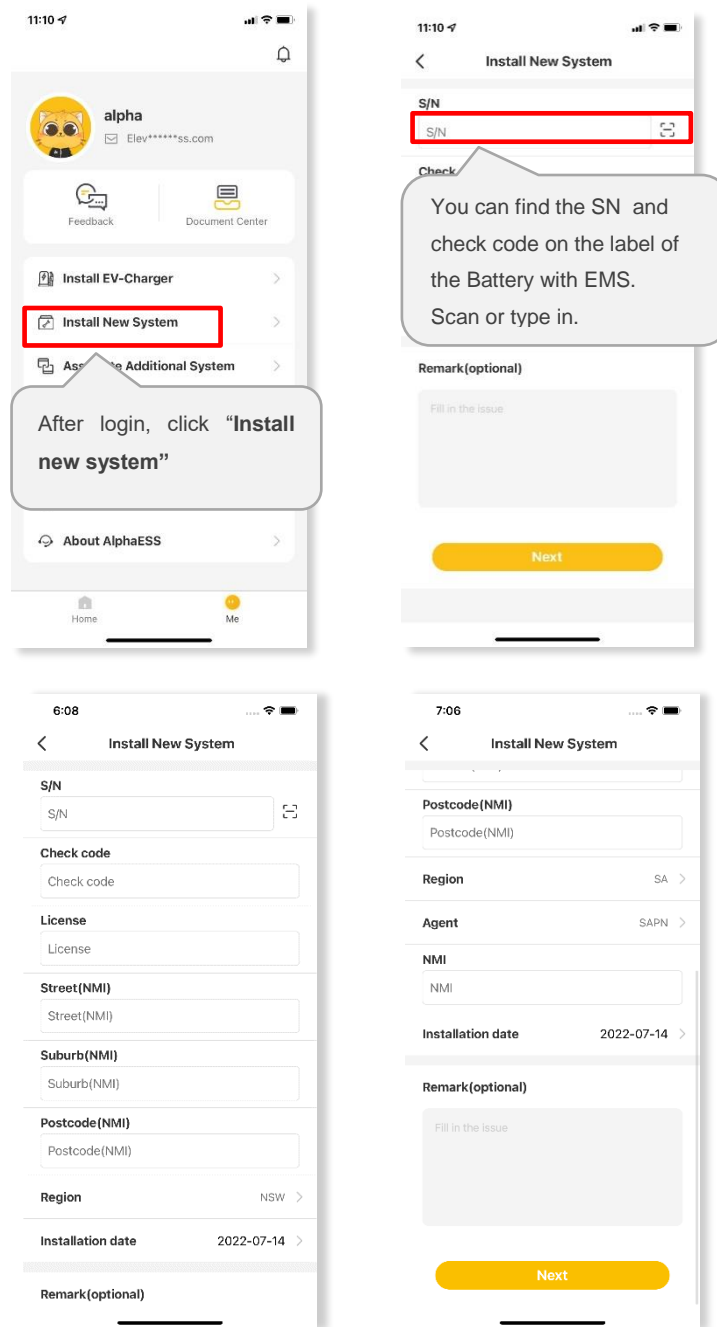 11:10
alpha
Elev******ss.com
Feedback
Document Center
Install EV-Charger
Install New System
Additional System
After login, click “Install
new system”
About AlphaESS
Home
Me
11:10
Install New System
S/N
S/N
Check
You can find the SN and
check code on the label of
the Battery with EMS.
Scan or type in.
Remark(optional)
Fill in the issue
Next
6:08
Install New System
S/N
S/N
Check code
Check code
License
License
Street(NMI)
Street(NMI)
Suburb(NMI)
Suburb(NMI)
Postcode(NMI)
Postcode(NMI)
Region NSW
Installation date 2022-07-14
Remark(optional)
7:06
Install New System
Postcode(NMI)
Postcode(NMI)
Region SA
Agent SAPN
NMI
NMI
Installation date 2022-07-14
Remark(optional)
Fill in the issue
Next